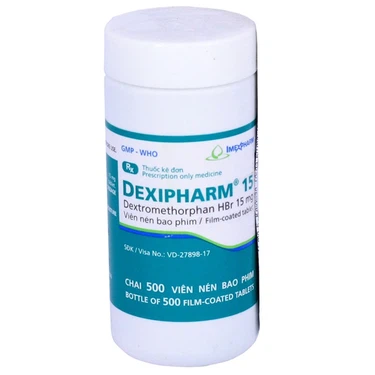 GMP - WHO
IMEXPHARM
Rx
Thuốc kê đơn
Prescription only medicine
DEXIPHARM® 15
Dextromethorphan HBr 15 mg
Viên nén bao phim / Film-coated tablet
SĐK / Visa No.: VD-27898-17
CHAI 500 VIÊN NÉN BAO PHIM
BOTTLE OF 500 FILM-COATED TABLETS